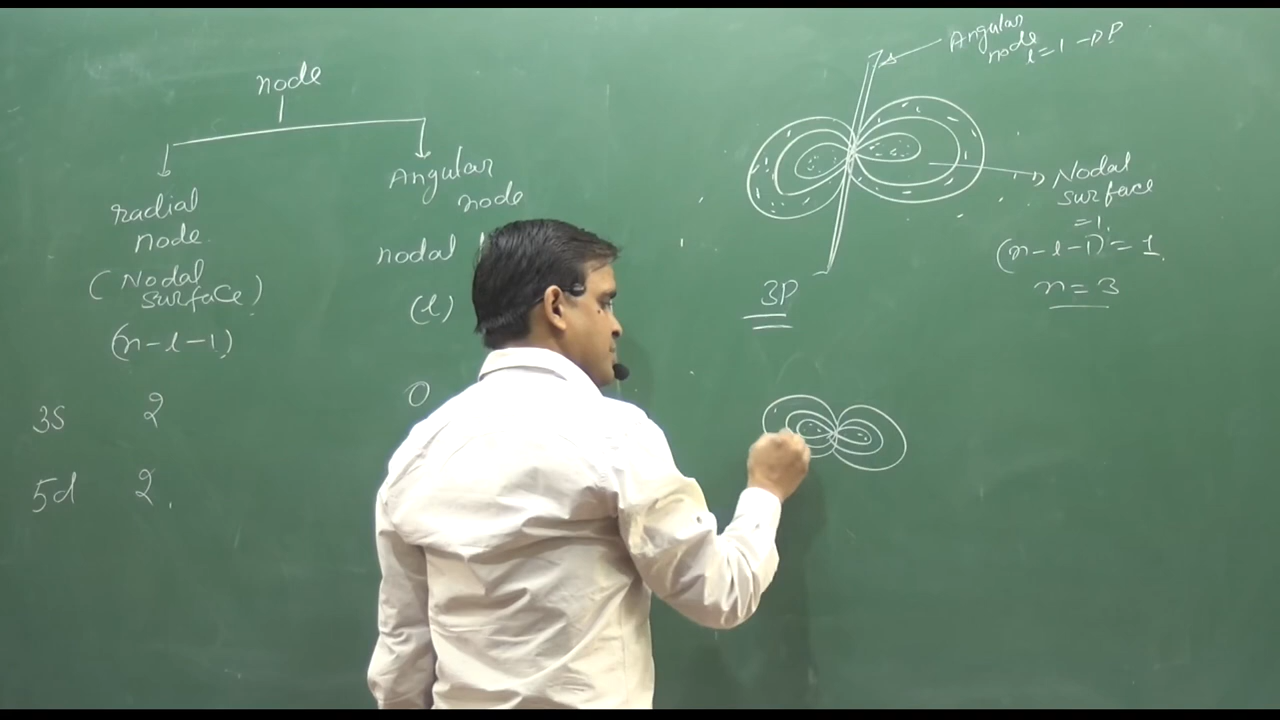 node
radial
node
(Nodal
surface)
(n-l-1)
Angular
node
nodal
(l)
3S 2 0
5d 2.
Angular
node
l=1 → P
Nodal
surface
=1.
(n-l-1) = 1
n=3
3P